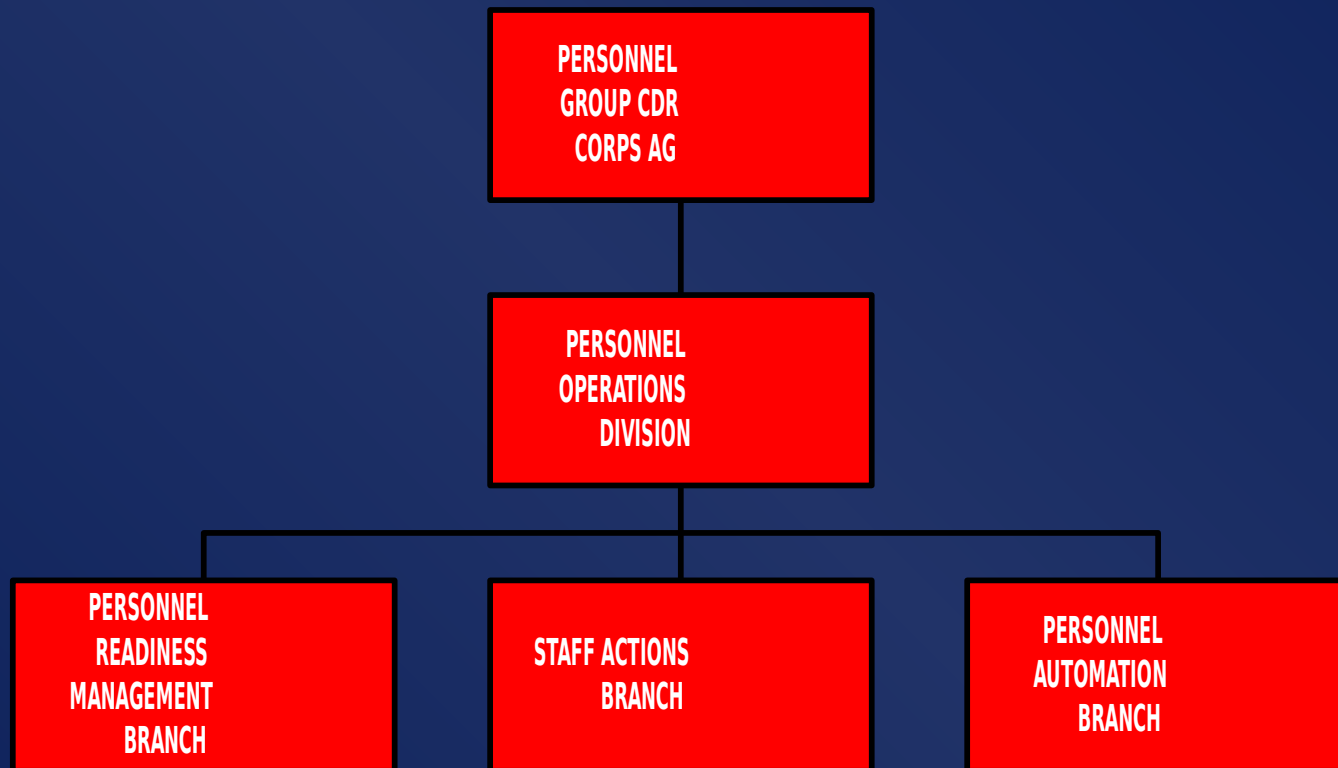 PERSONNEL
GROUP CDR
CORPS AG
PERSONNEL
OPERATIONS
DIVISION
PERSONNEL
READINESS
MANAGEMENT
BRANCH
STAFF ACTIONS
BRANCH
PERSONNEL
AUTOMATION
BRANCH